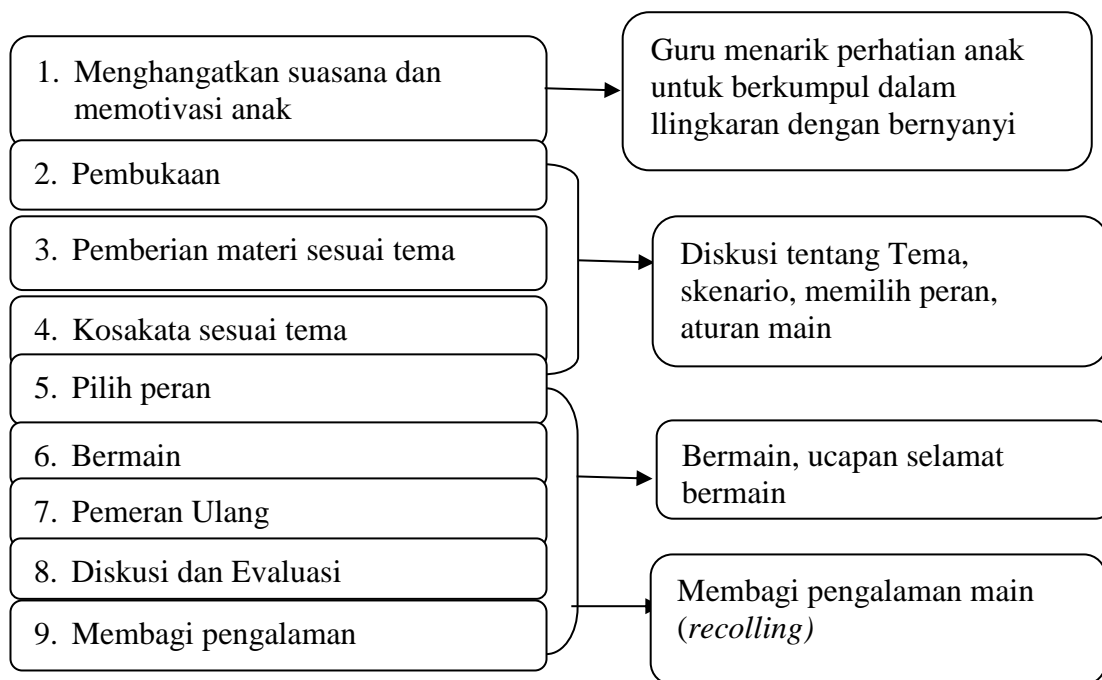 1. Menghangatkan suasana dan
memotivasi anak
Guru menarik perhatian anak
untuk berkumpul dalam
llingkaran dengan bernyanyi
2. Pembukaan
3. Pemberian materi sesuai tema
4. Kosakata sesuai tema
Diskusi tentang Tema,
skenario, memilih peran,
aturan main
5. Pilih peran
6. Bermain
7. Pemeran Ulang
Bermain, ucapan selamat
bermain
8. Diskusi dan Evaluasi
9. Membagi pengalaman
Membagi pengalaman main
(recolling)